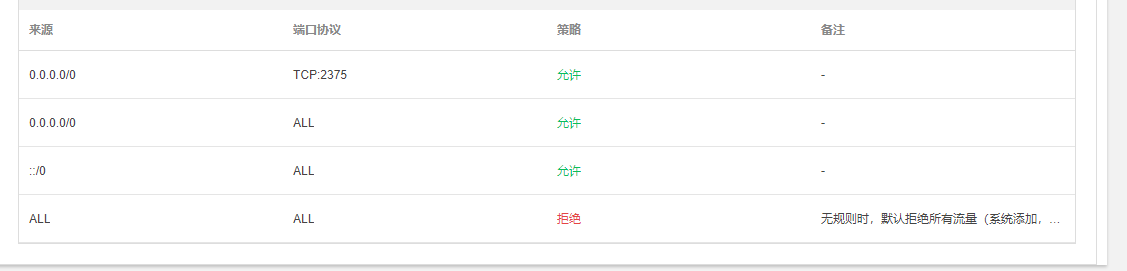 来源 端口协议 策略 备注
0.0.0.0/0 TCP:2375 允许 -
0.0.0.0/0 ALL 允许 -
::/0 ALL 允许 -
ALL ALL 拒绝 无规则时，默认拒绝所有流量（系统添加，...